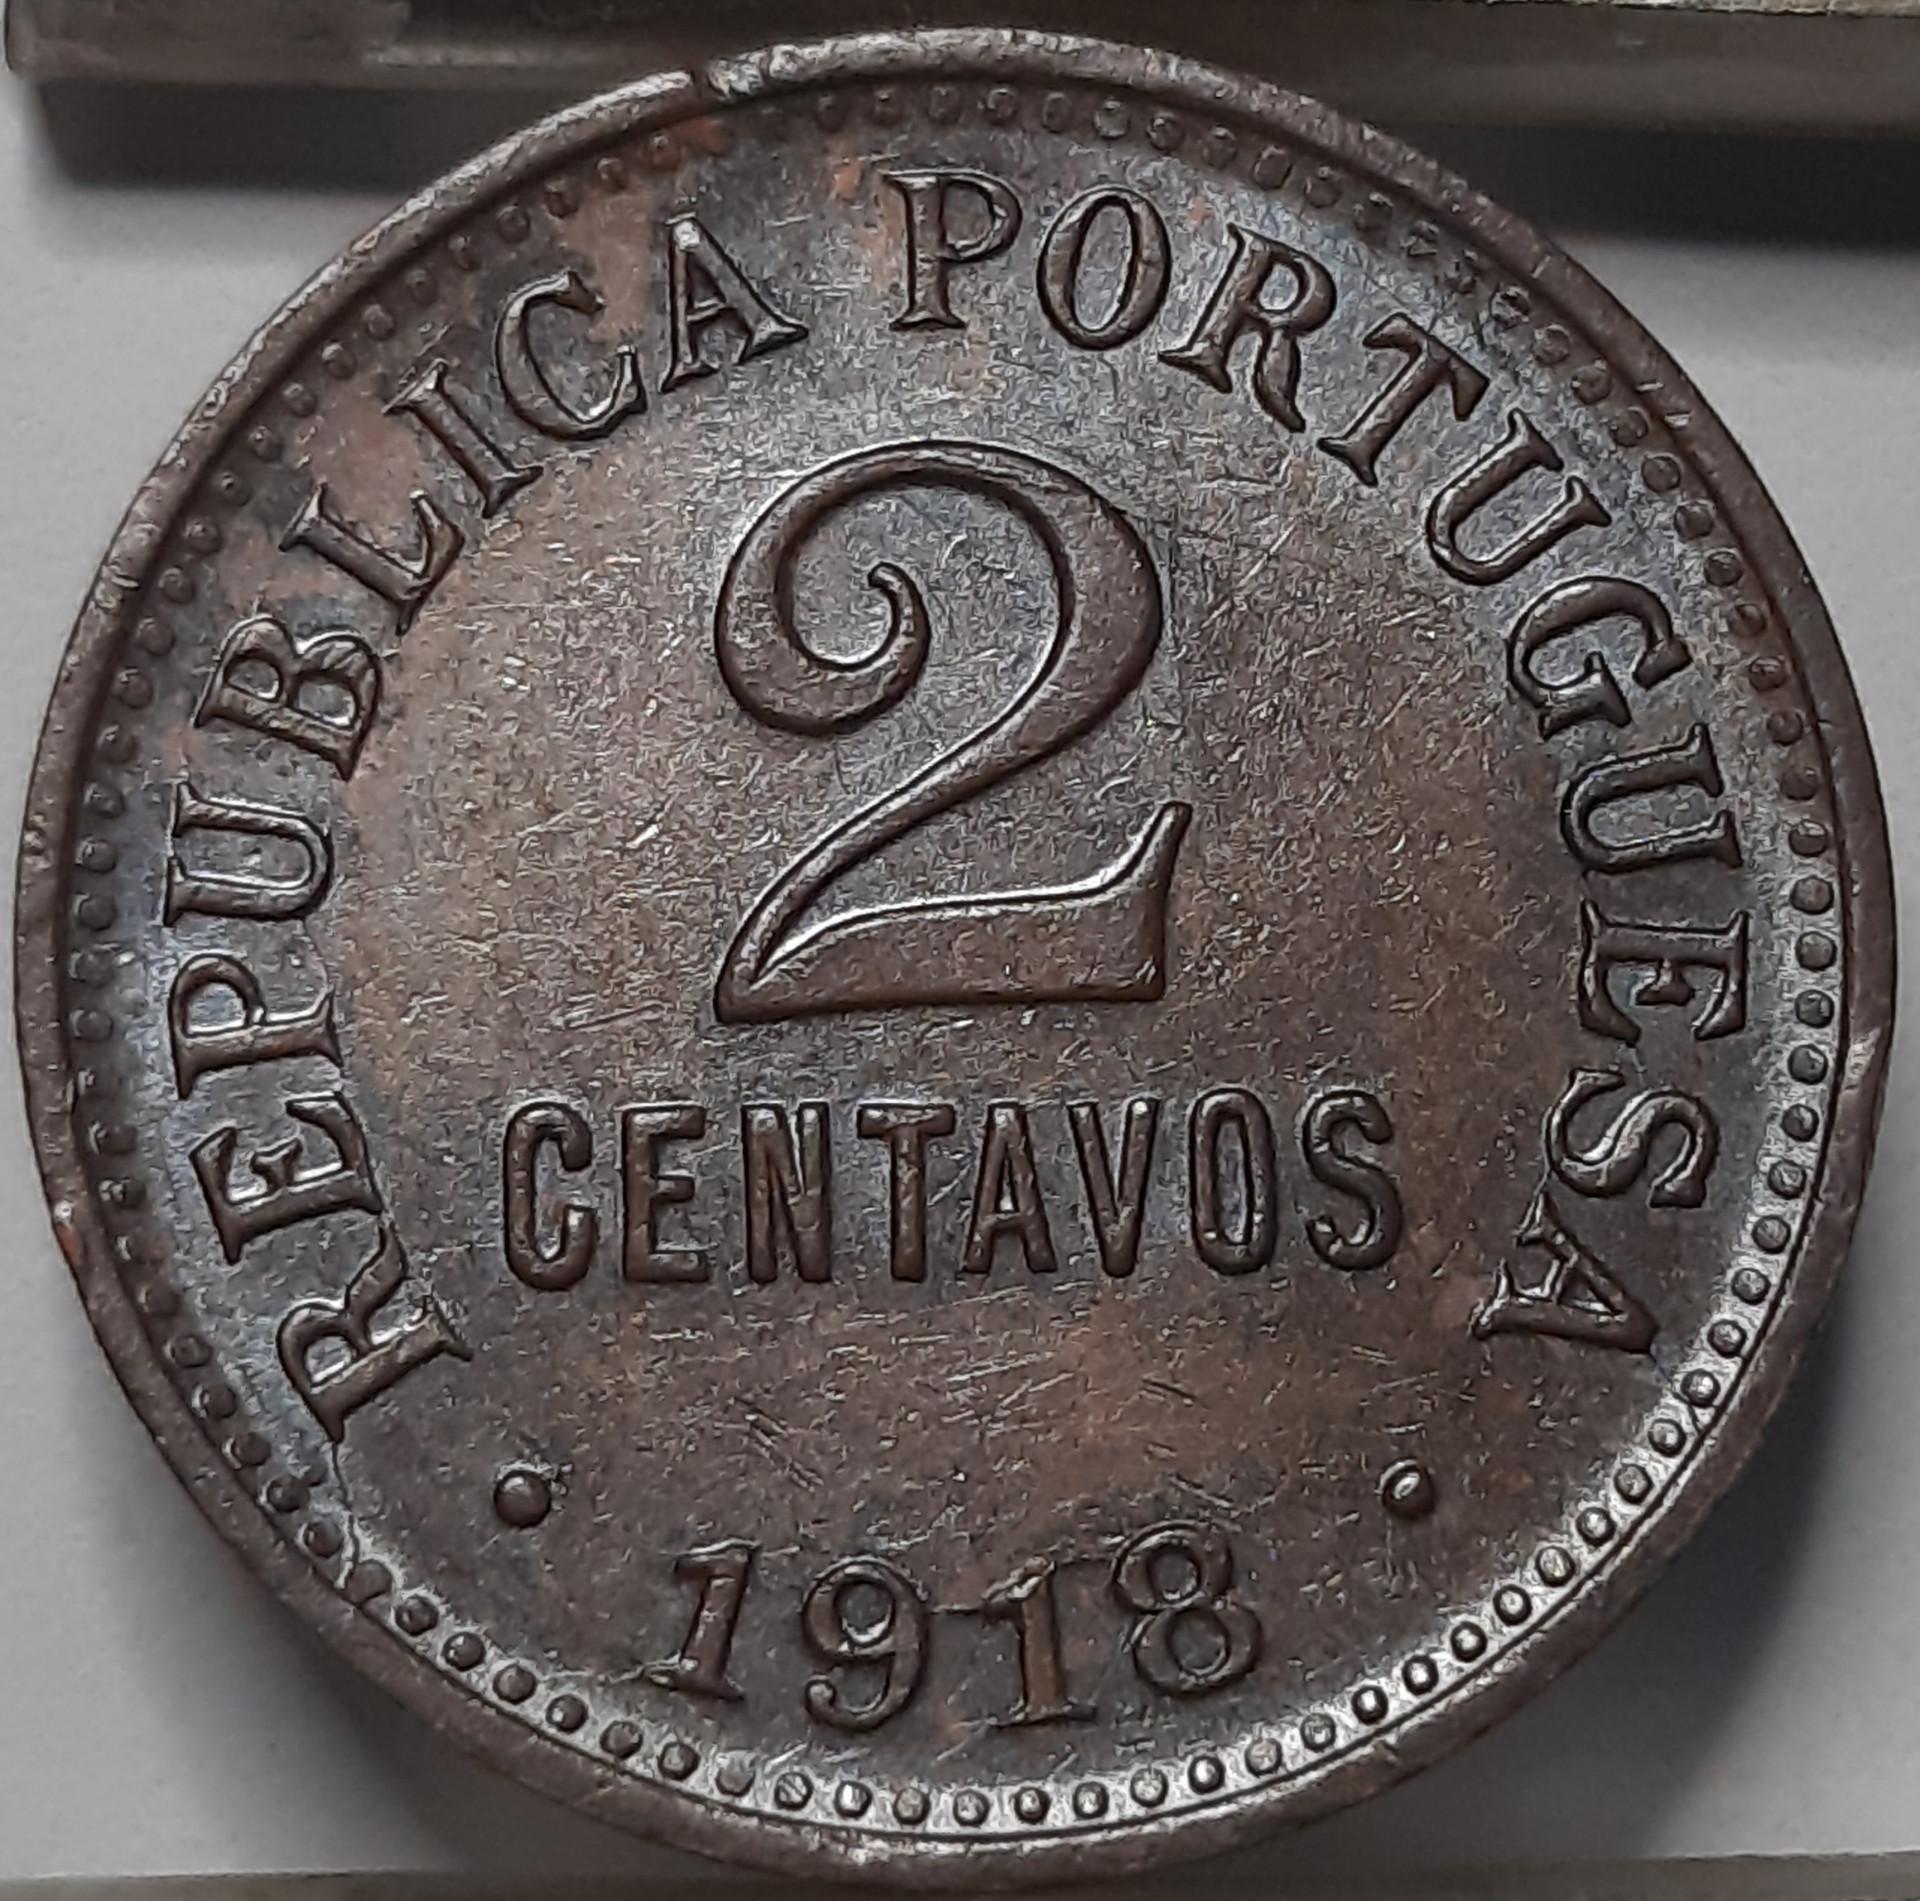 REPUBLICA PORTUGUESA
2
CENTAVOS
• 1918 •